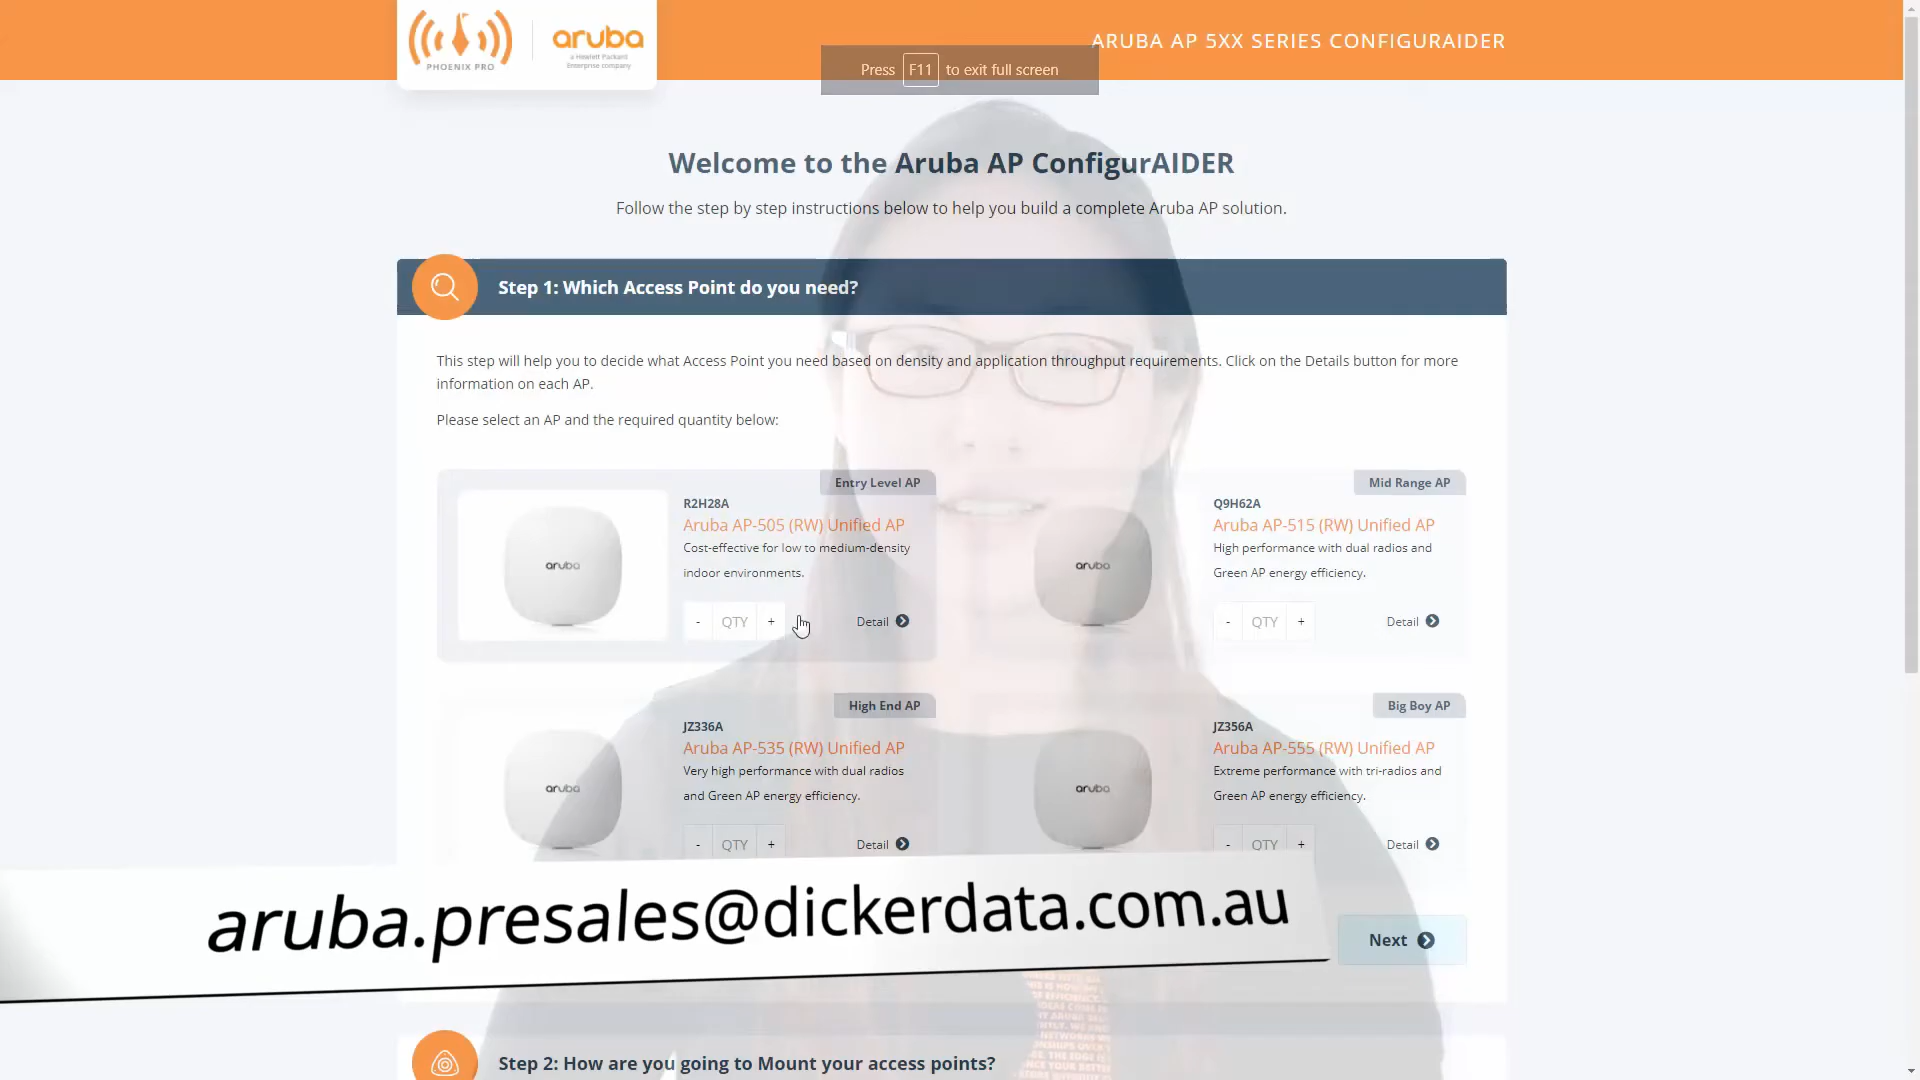 PHOENIX PRO
aruba
a Hewlett Packard
Enterprise company
ARUBA AP 5XX SERIES CONFIGURAIDER
Press F11 to exit full screen
Welcome to the Aruba AP ConfigurAIDER
Follow the step by step instructions below to help you build a complete Aruba AP solution.
Step 1: Which Access Point do you need?
This step will help you to decide what Access Point you need based on density and application throughput requirements. Click on the Details button for more
information on each AP.
Please select an AP and the required quantity below:
Entry Level AP
R2H28A
Aruba AP-505 (RW) Unified AP
Cost-effective for low to medium-density
indoor environments.
aruba
- QTY +
Detail
Mid Range AP
Q9H62A
Aruba AP-515 (RW) Unified AP
High performance with dual radios and
Green AP energy efficiency.
aruba
- QTY +
Detail
High End AP
JZ336A
Aruba AP-535 (RW) Unified AP
Very high performance with dual radios
and Green AP energy efficiency.
aruba
- QTY +
Detail
Big Boy AP
JZ356A
Aruba AP-555 (RW) Unified AP
Extreme performance with tri-radios and
Green AP energy efficiency.
aruba
- QTY +
Detail
aruba.presales@dickerdata.com.au
Next
Step 2: How are you going to Mount your access points?